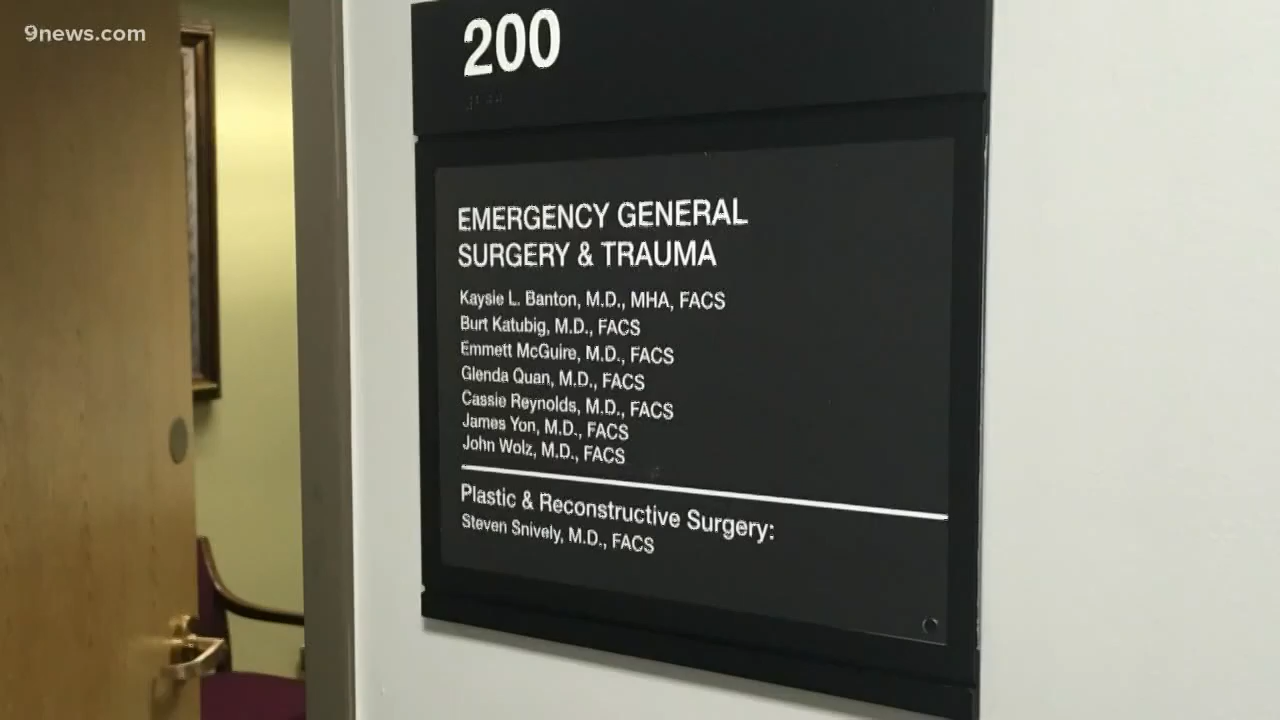 9news.com
200
EMERGENCY GENERAL
SURGERY & TRAUMA
Kaysie L. Banton, M.D., MHA, FACS
Burt Katubig, M.D., FACS
Emmett McGuire, M.D., FACS
Glenda Quan, M.D., FACS
Cassie Reynolds, M.D., FACS
James Yon, M.D., FACS
John Wolz, M.D., FACS
Plastic & Reconstructive Surgery:
Steven Snively, M.D., FACS